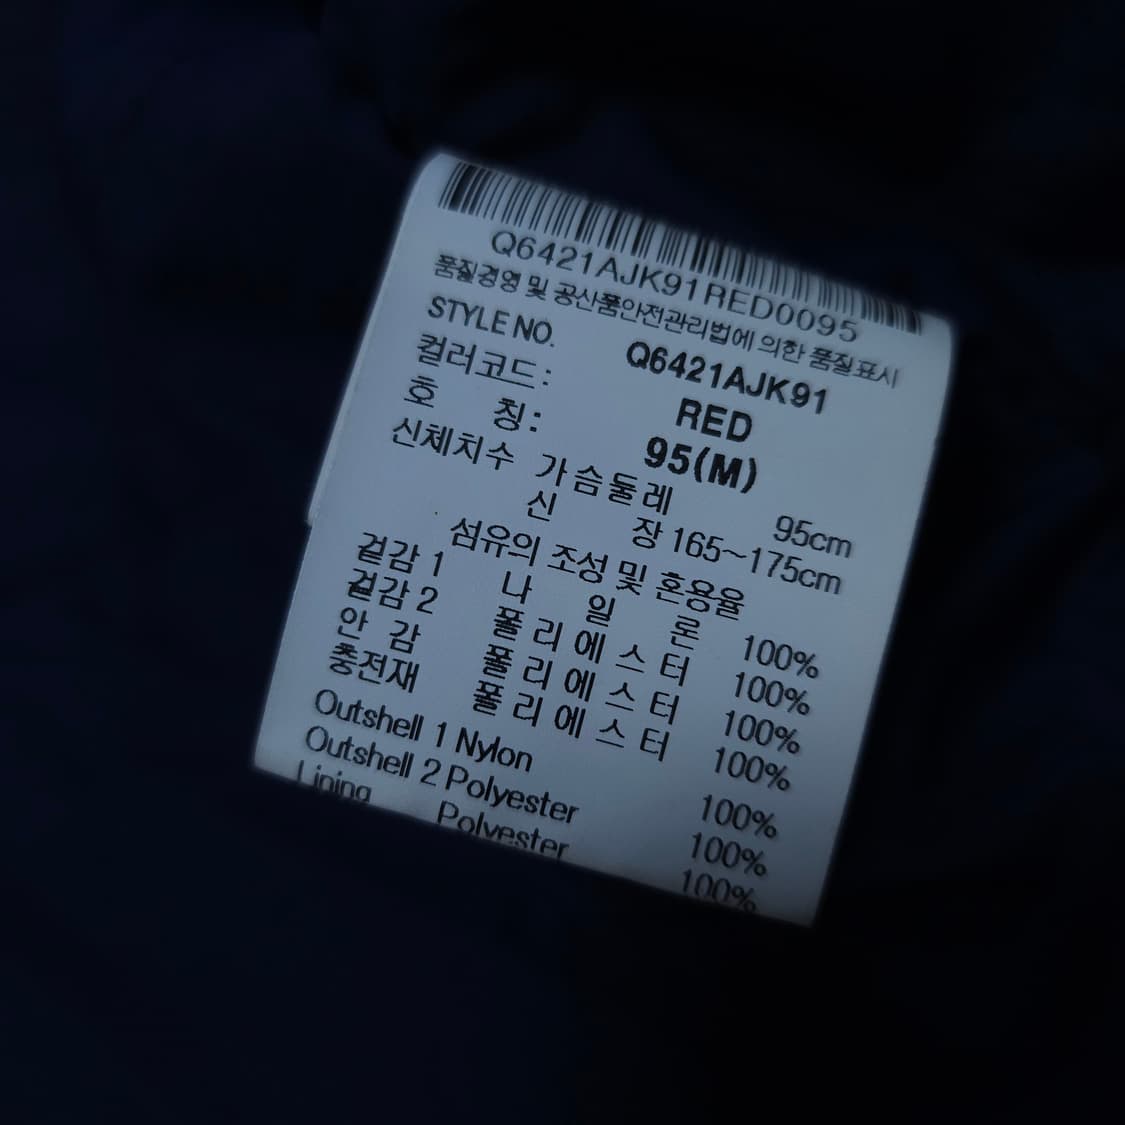 Q6421AJK91RED0095
품질경영 및 공산품안전관리법에 의한 품질표시
STYLE NO. Q6421AJK91
컬러코드: RED
호 칭: 95(M)
신체치수 가슴둘레 95cm
신 장 165~175cm
섬유의 조성 및 혼용율
겉감 1 나 일 론 100%
겉감 2 폴 리 에 스 터 100%
안 감 폴 리 에 스 터 100%
충전재 폴 리 에 스 터 100%
Outshell 1 Nylon 100%
Outshell 2 Polyester 100%
Lining Polyester 100%